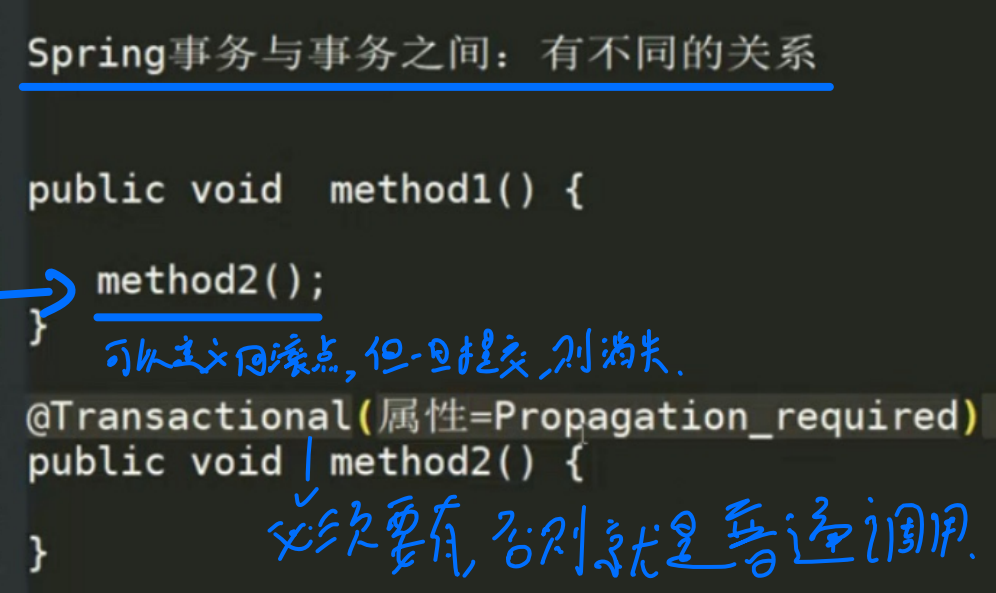 Spring事务与事务之间：有不同的关系
public void method1() {
method2();
}
可以定义回滚点，但一旦提交，则消失.
@Transactional(属性=Propagation_required)
public void method2() {
必须要有，否则就是普通调用.
}